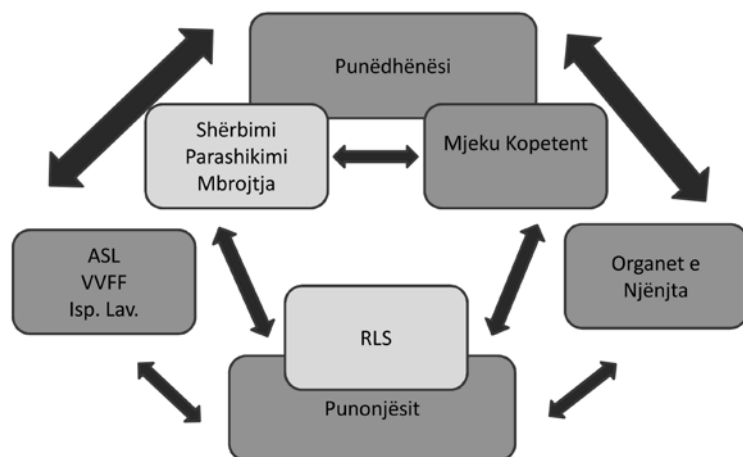 Punëdhënësi
Shërbimi
Parashikimi
Mbrojtja
Mjeku Kopetent
ASL
VVFF
Isp. Lav.
Organet e
Njënjta
RLS
Punonjësit